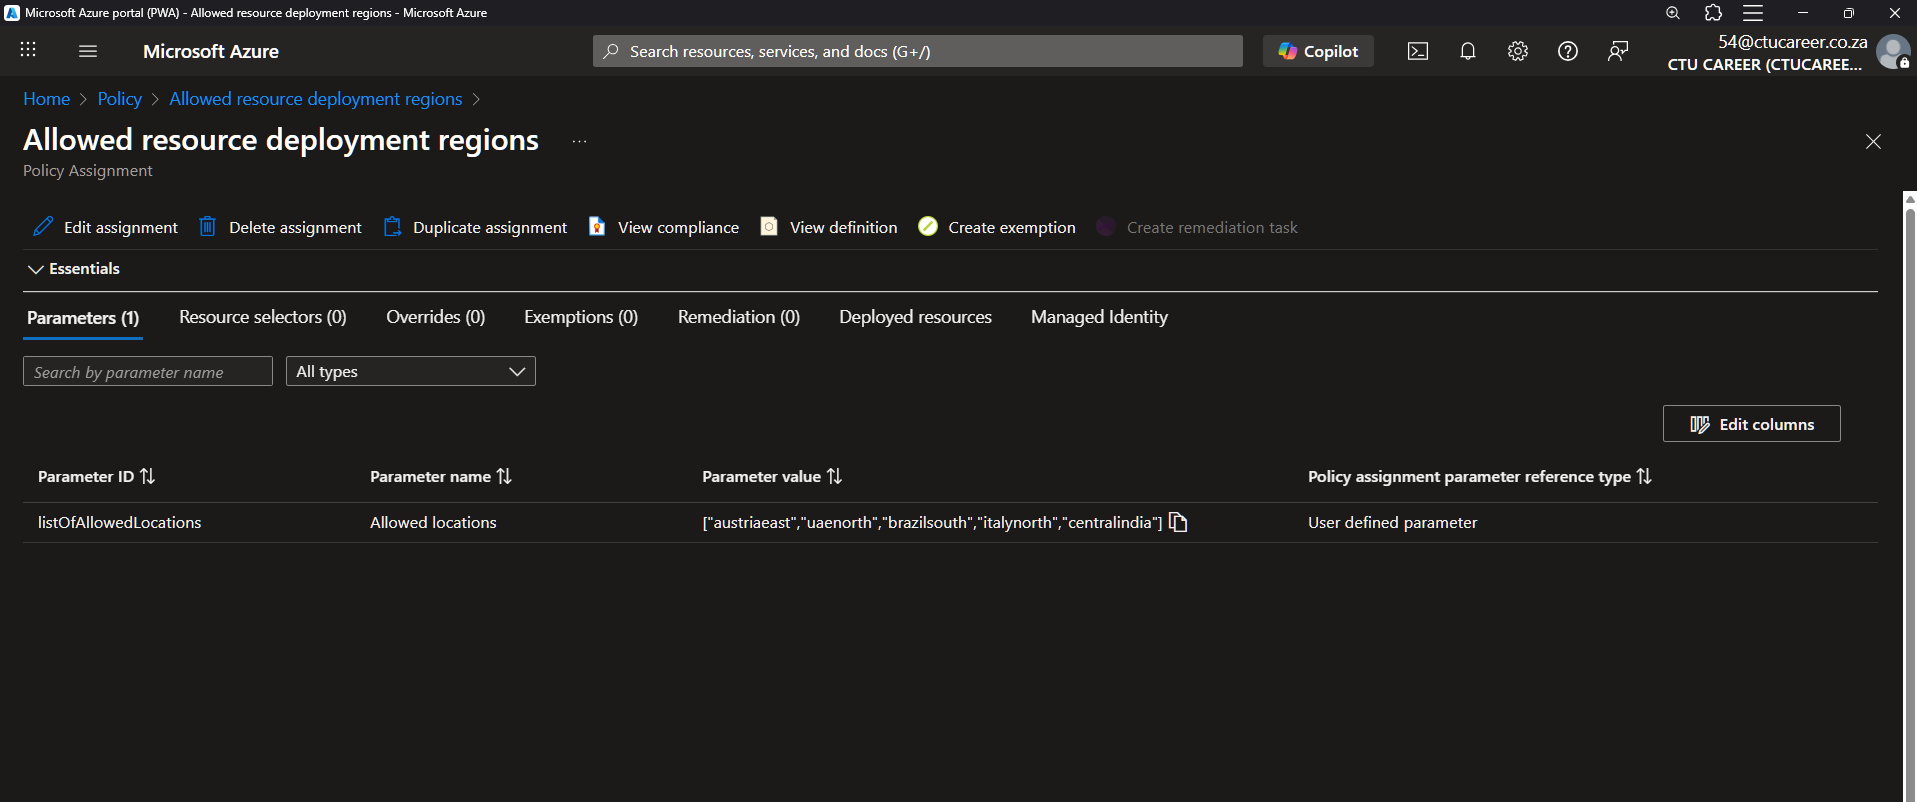 Microsoft Azure portal (PWA) - Allowed resource deployment regions - Microsoft Azure
Microsoft Azure
Search resources, services, and docs (G+/)
Copilot
54@ctucareer.co.za
CTU CAREER (CTUCAREE...
Home > Policy > Allowed resource deployment regions >
Allowed resource deployment regions ...
Policy Assignment
Edit assignment Delete assignment Duplicate assignment View compliance View definition Create exemption Create remediation task
Essentials
Parameters (1) Resource selectors (0) Overrides (0) Exemptions (0) Remediation (0) Deployed resources Managed Identity
Search by parameter name All types
Edit columns
Parameter ID Parameter name Parameter value Policy assignment parameter reference type
listOfAllowedLocations Allowed locations ["austriaeast","uaenorth","brazilsouth","italynorth","centralindia"] User defined parameter